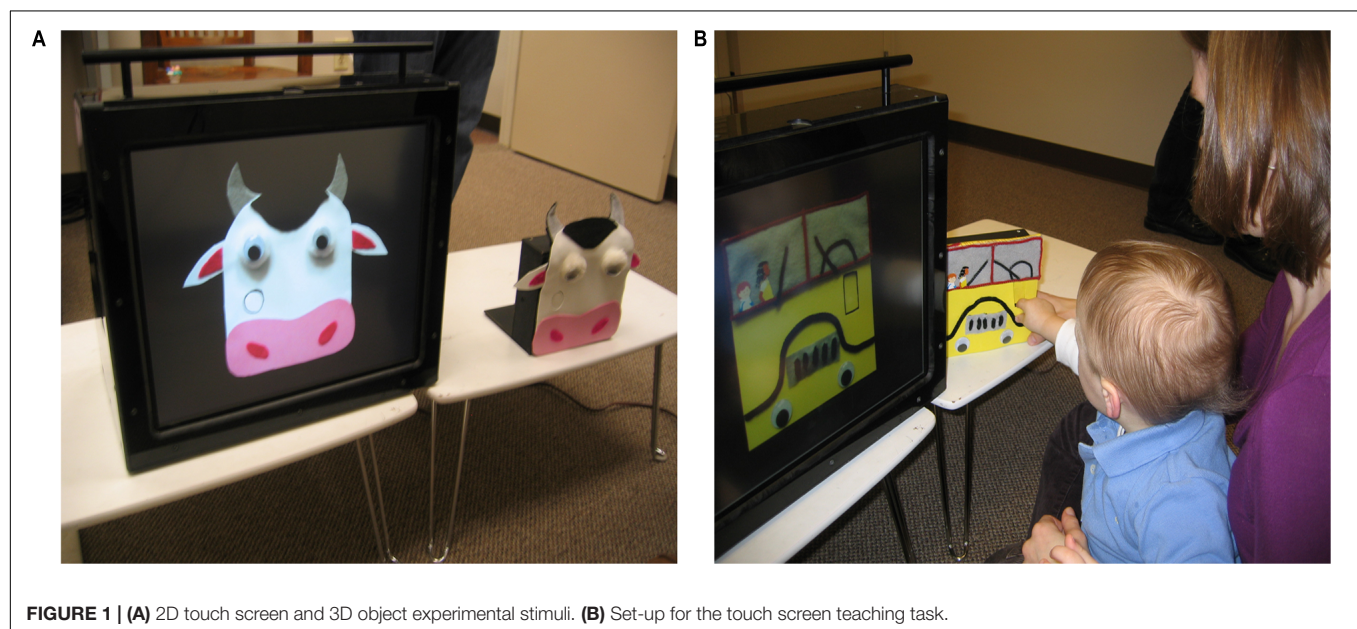 A
B
FIGURE 1 | (A) 2D touch screen and 3D object experimental stimuli. (B) Set-up for the touch screen teaching task.